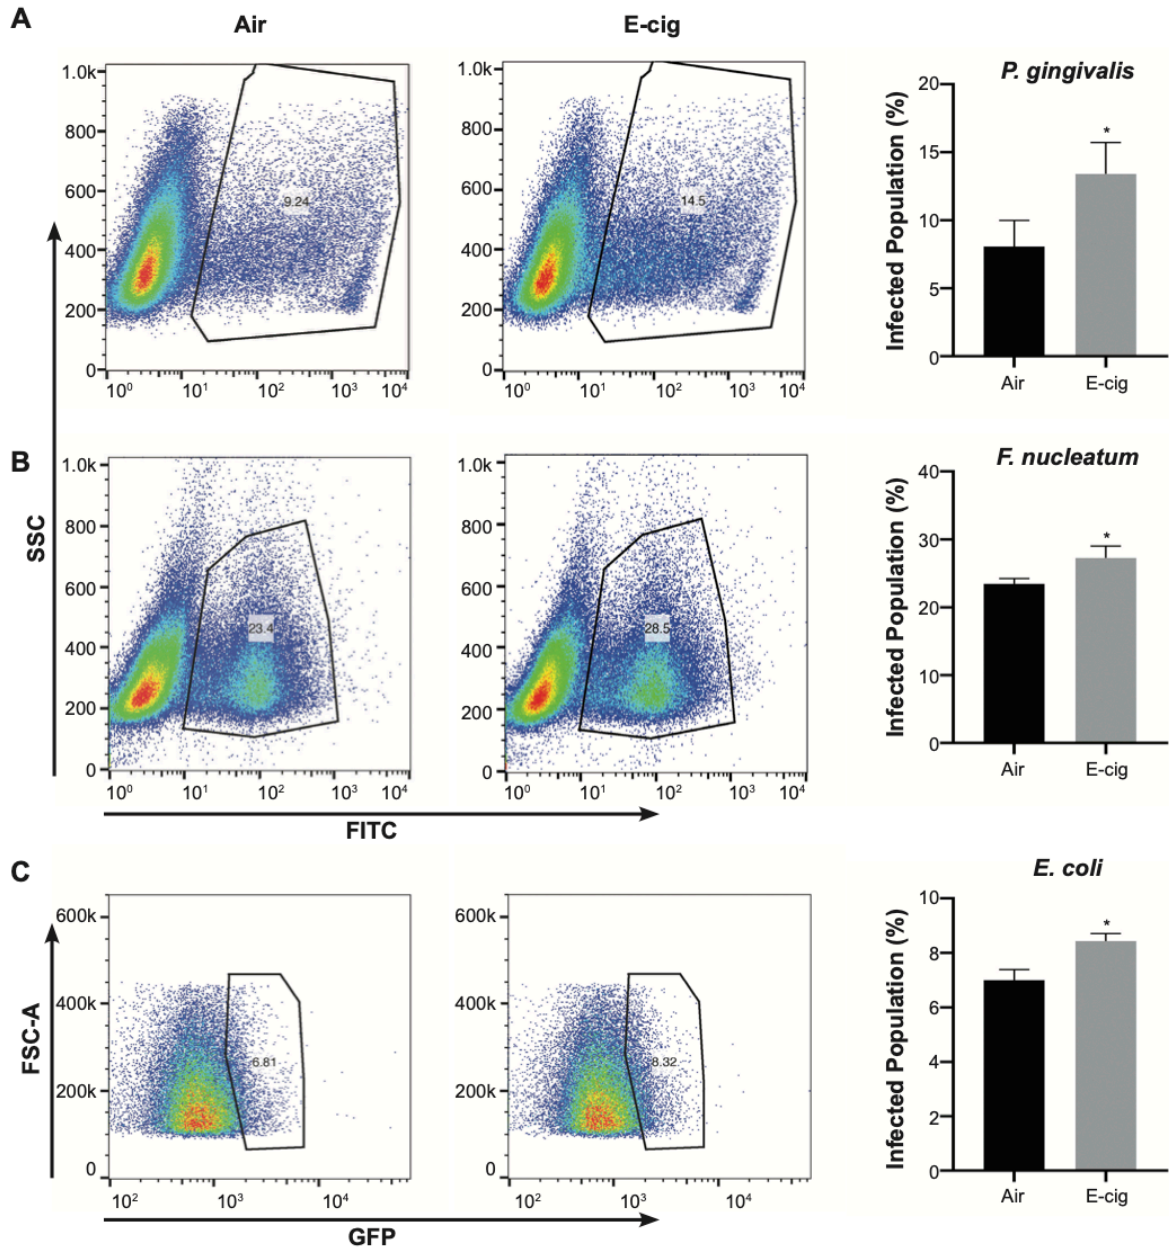 A
Air
E-cig
P. gingivalis
1.0k
800
600
400
200
0
9.24
10⁰ 10¹ 10² 10³ 10⁴
1.0k
800
600
400
200
0
14.5
10⁰ 10¹ 10² 10³ 10⁴
Infected Population (%)
20
15
10
5
0
*
Air E-cig
B
SSC
F. nucleatum
1.0k
800
600
400
200
0
23.4
10⁰ 10¹ 10² 10³ 10⁴
1.0k
800
600
400
200
0
28.5
10⁰ 10¹ 10² 10³ 10⁴
FITC
Infected Population (%)
40
30
20
10
0
*
Air E-cig
C
FSC-A
E. coli
600k
400k
200k
0
6.81
10² 10³ 10⁴
600k
400k
200k
0
8.32
10² 10³ 10⁴
GFP
Infected Population (%)
10
8
6
4
2
0
*
Air E-cig